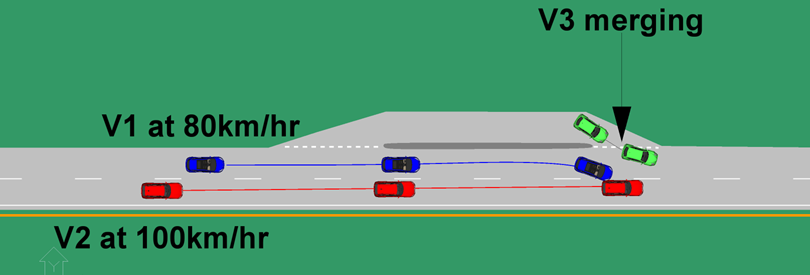 V3 merging
V1 at 80km/hr
V2 at 100km/hr